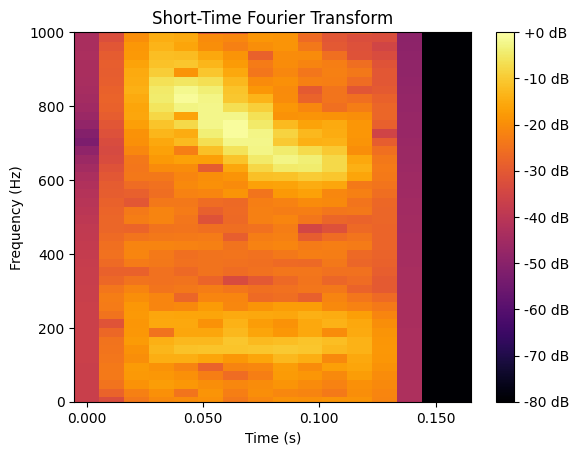 Short-Time Fourier Transform
1000
800
600
400
200
0
Frequency (Hz)
0.000
0.050
0.100
0.150
Time (s)
+0 dB
-10 dB
-20 dB
-30 dB
-40 dB
-50 dB
-60 dB
-70 dB
-80 dB